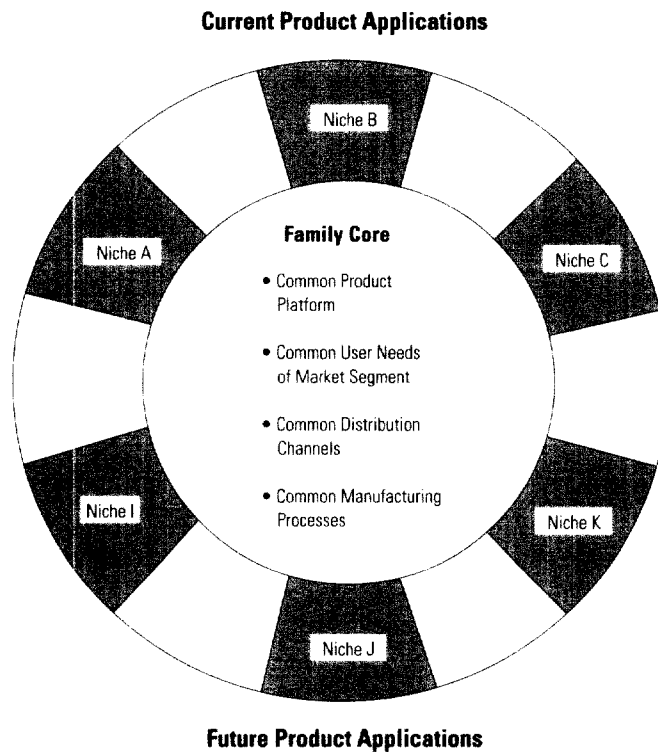 Current Product Applications
Niche B
Niche A
Niche C
Family Core
• Common Product
Platform
• Common User Needs
of Market Segment
• Common Distribution
Channels
• Common Manufacturing
Processes
Niche I
Niche K
Niche J
Future Product Applications